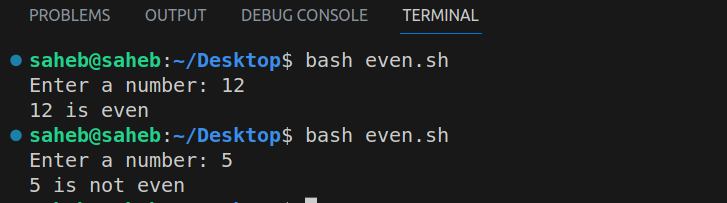 PROBLEMS OUTPUT DEBUG CONSOLE TERMINAL
saheb@saheb:~/Desktop$ bash even.sh
Enter a number: 12
12 is even
saheb@saheb:~/Desktop$ bash even.sh
Enter a number: 5
5 is not even